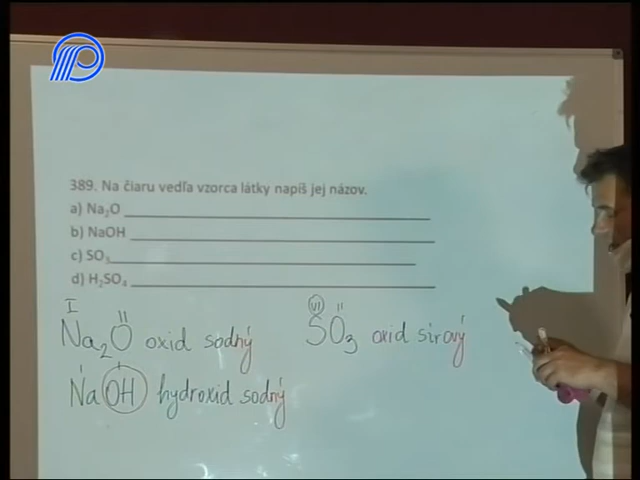 389. Na čiaru vedľa vzorca látky napíš jej názov.
a) Na₂O
b) NaOH
c) SO₃
d) H₂SO₄
I II VI II
Na₂O oxid sodný SO₃ oxid sírový
I I
NaOH hydroxid sodný